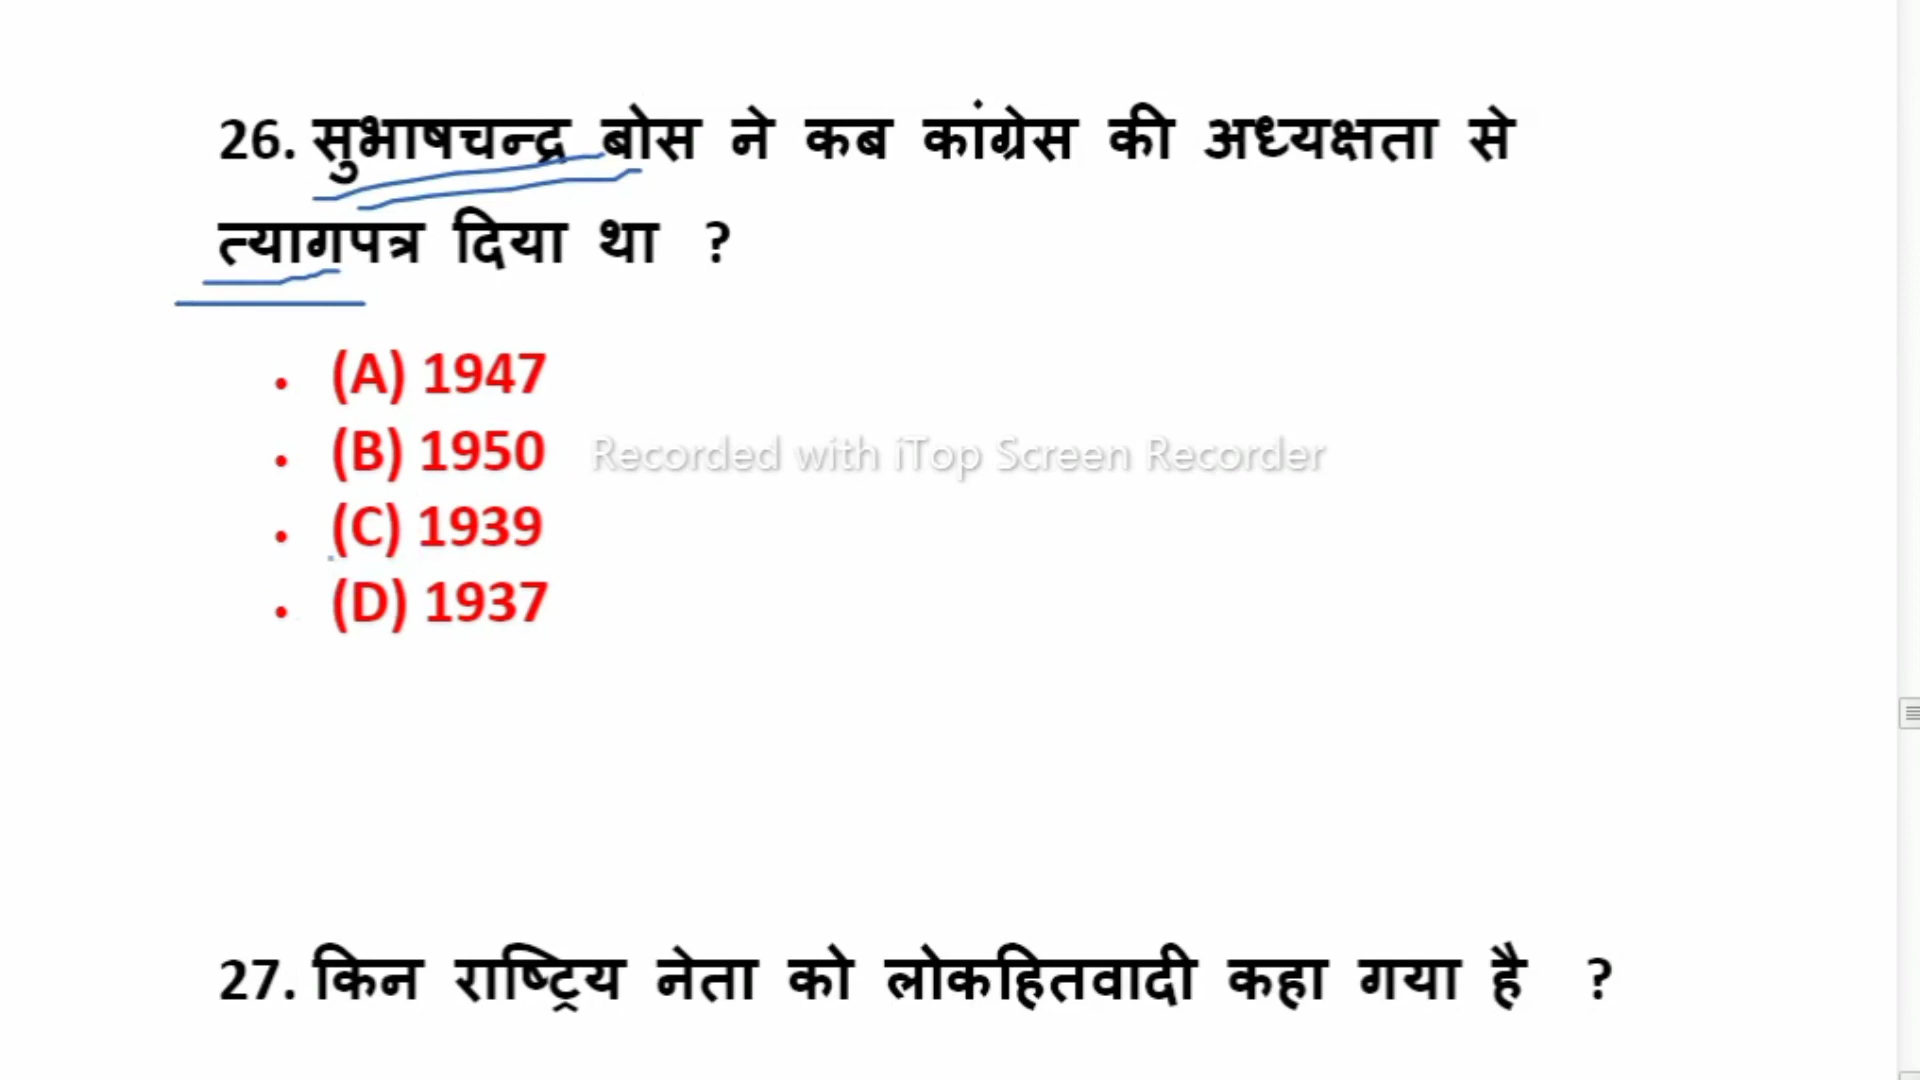 26. सुभाषचन्द्र बोस ने कब कांग्रेस की अध्यक्षता से
त्यागपत्र दिया था ?
• (A) 1947
• (B) 1950
Recorded with iTop Screen Recorder
• (C) 1939
• (D) 1937
27. किन राष्ट्रिय नेता को लोकहितवादी कहा गया है ?